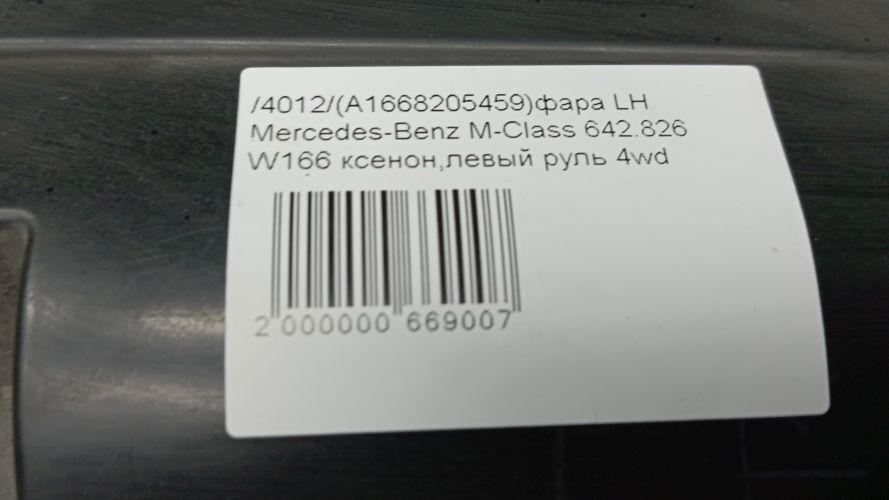 /4012/(A1668205459)фара LH
Mercedes-Benz M-Class 642.826
W166 ксенон,левый руль 4wd
2 000000 669007